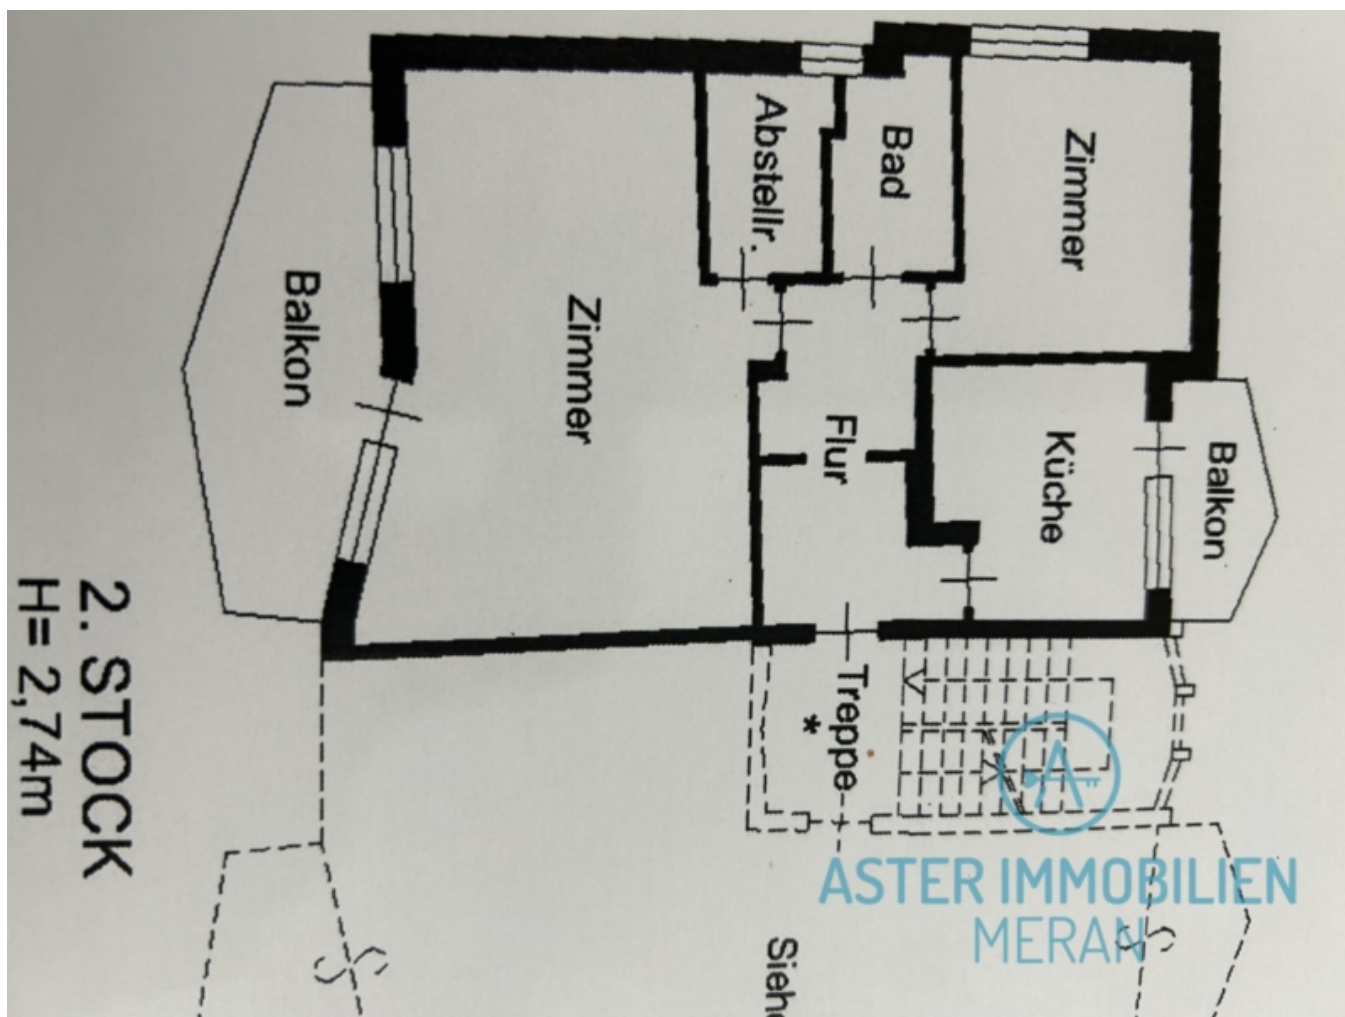 Balkon
Zimmer
Abstellr.
Bad
Zimmer
Flur
Küche
Balkon
Treppe
*
2. STOCK
H= 2,74m
ASTER IMMOBILIEN
MERAN